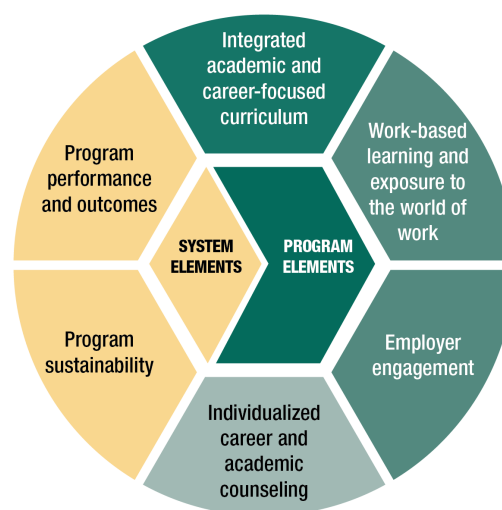 Integrated
academic and
career-focused
curriculum
Work-based
learning and
exposure to
the world of
work
Program
performance
and outcomes
SYSTEM
ELEMENTS
PROGRAM
ELEMENTS
Program
sustainability
Employer
engagement
Individualized
career and
academic
counseling